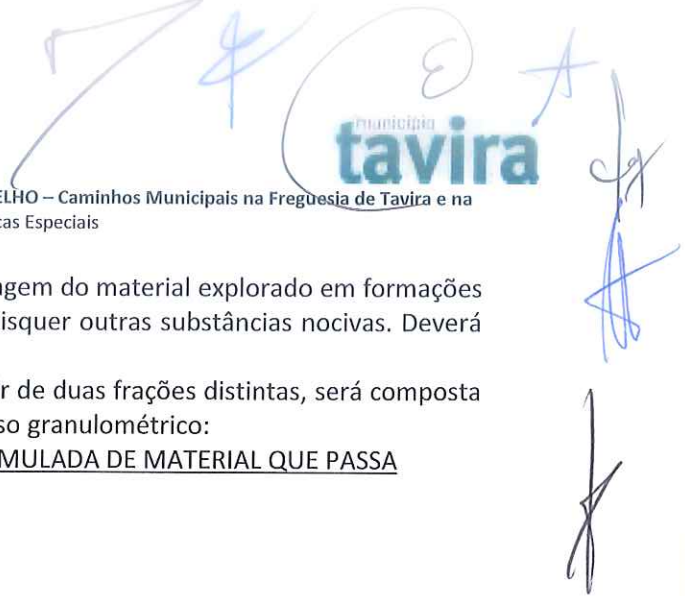 município
tavira
ELHO – Caminhos Municipais na Freguesia de Tavira e na
cas Especiais
agem do material explorado em formações
isquer outras substâncias nocivas. Deverá
r de duas frações distintas, será composta
so granulométrico:
MULADA DE MATERIAL QUE PASSA